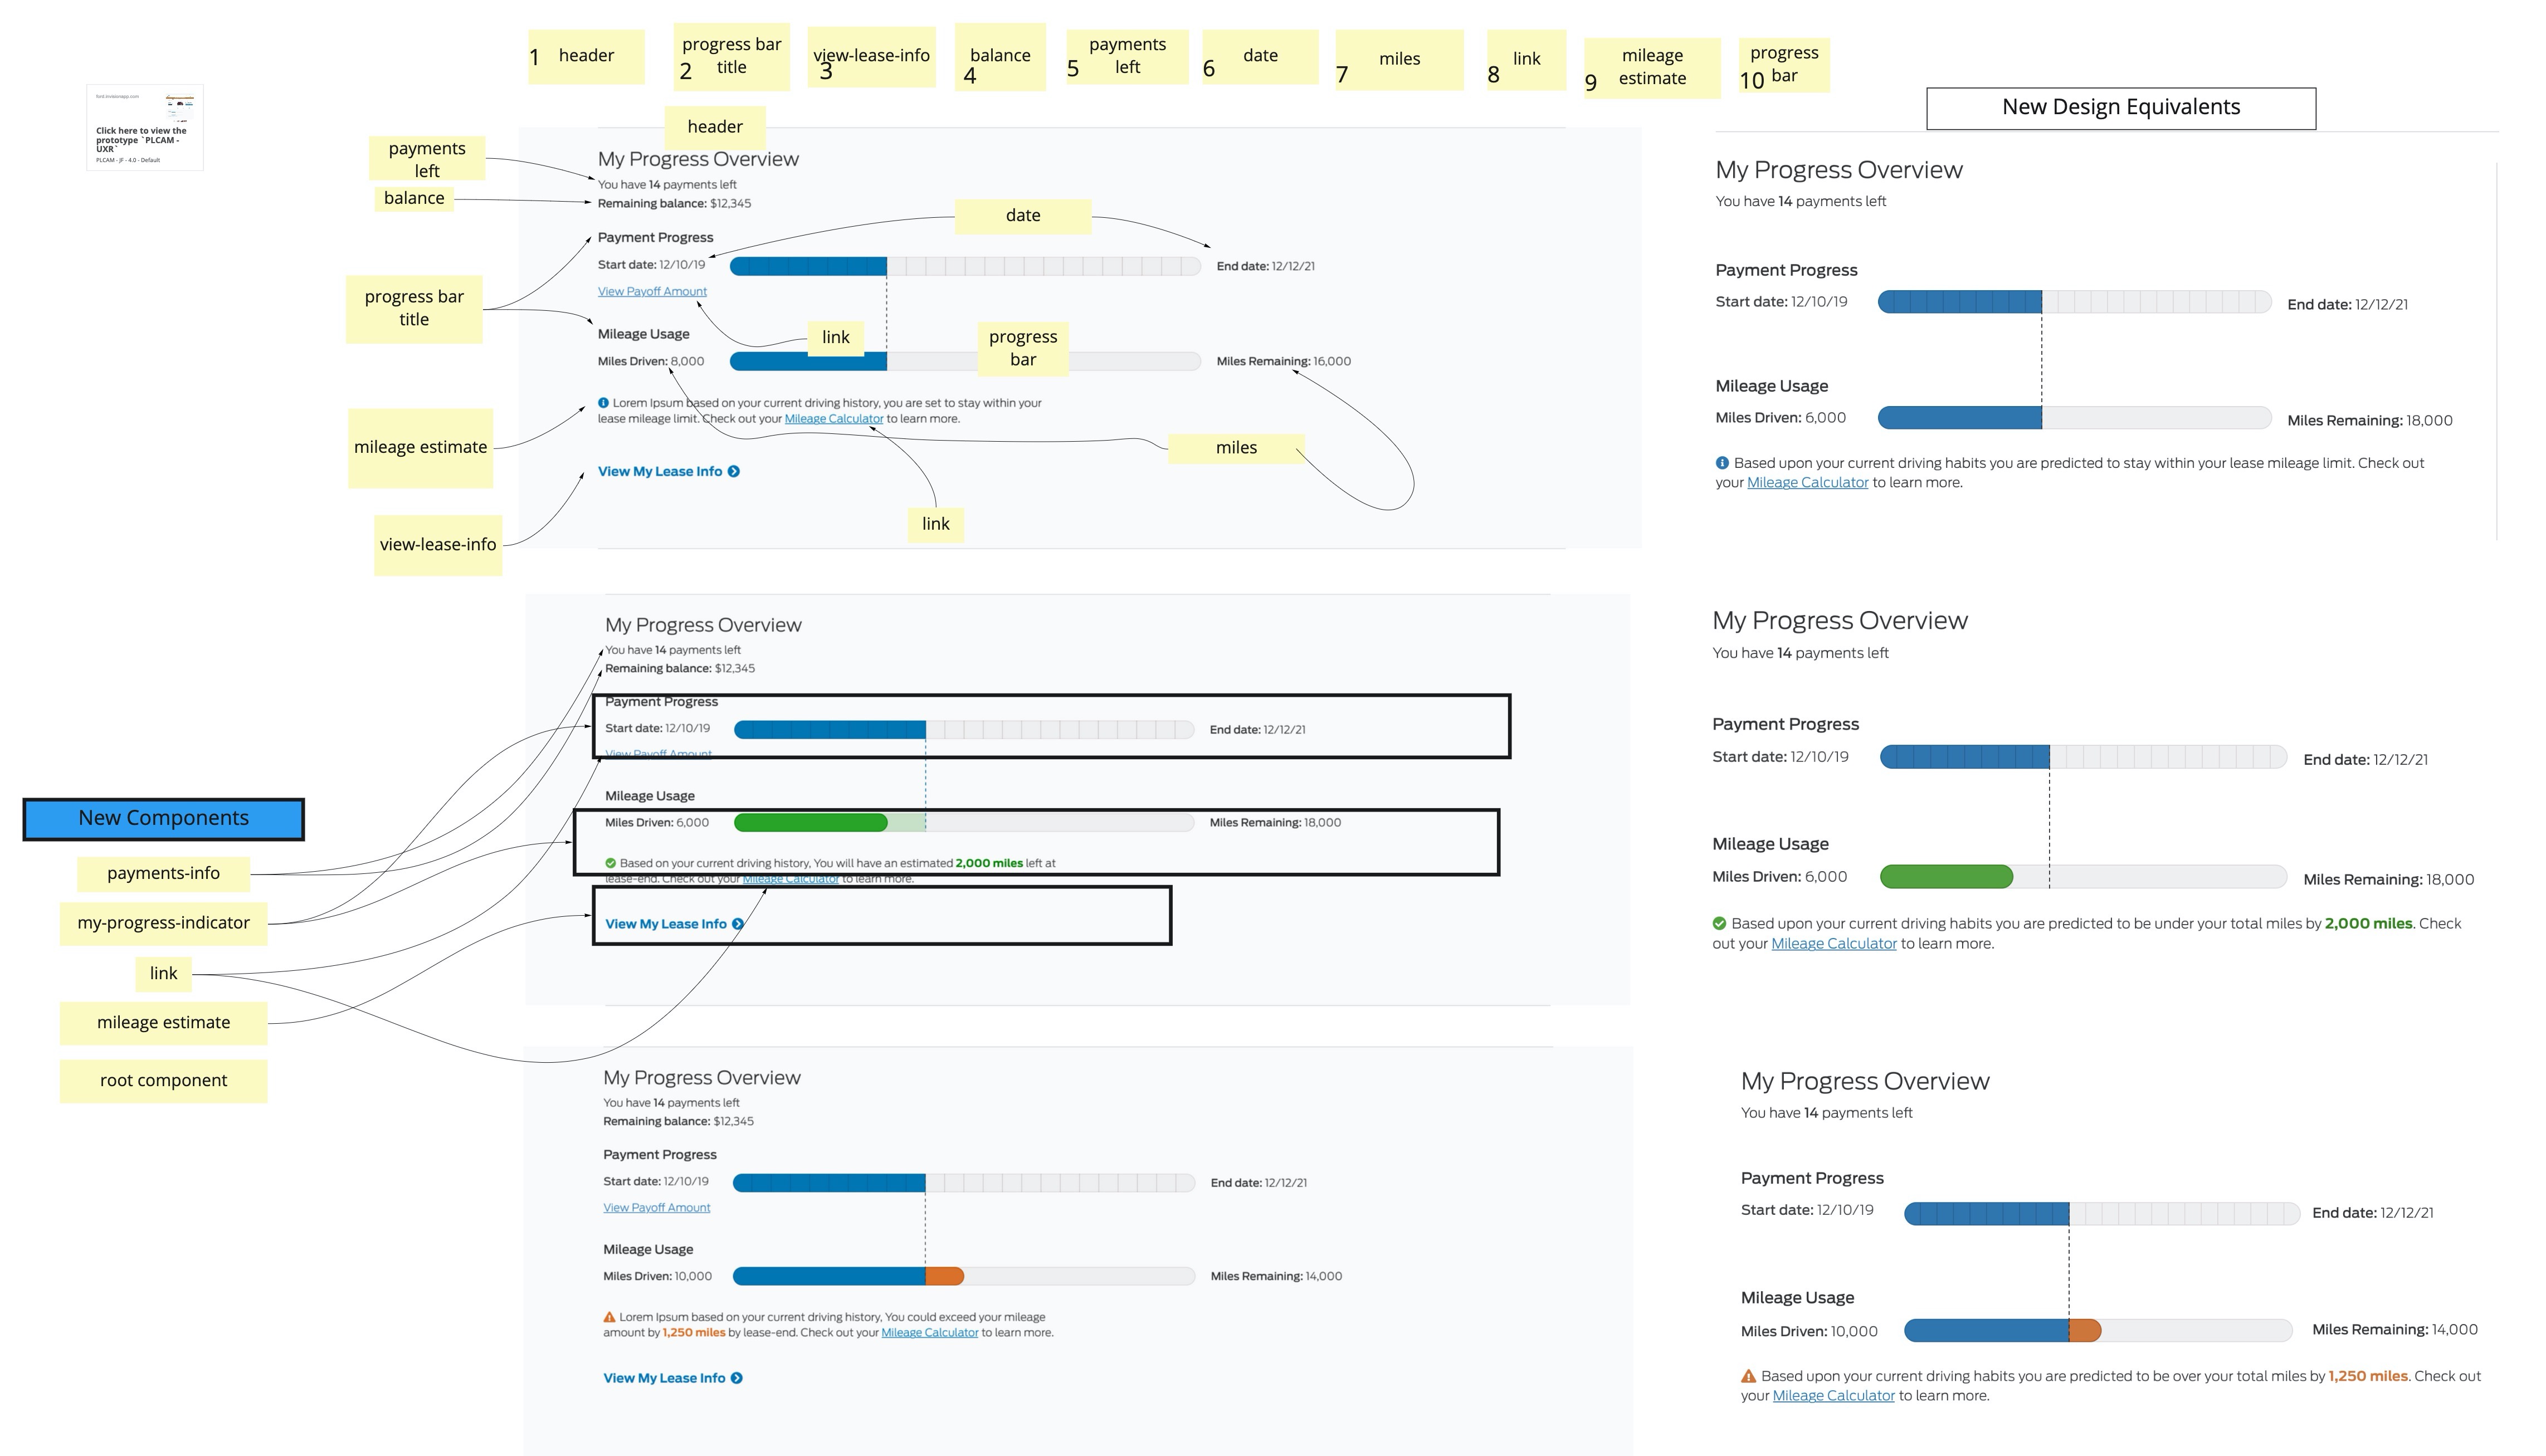 1 header
2 progress bar title
3 view-lease-info
4 balance
5 payments left
6 date
7 miles
8 link
9 mileage estimate
10 progress bar
Click here to view the
prototype `PLCAM -
UXR`
PLCAM - JF - 4.0 - Default
header
payments
left
balance
progress bar
title
mileage estimate
view-lease-info
date
link
progress
bar
miles
link
My Progress Overview
You have 14 payments left
Remaining balance: $12,345
Payment Progress
Start date: 12/10/19
End date: 12/12/21
View Payoff Amount
Mileage Usage
Miles Driven: 8,000
Miles Remaining: 16,000
Lorem Ipsum based on your current driving history, you are set to stay within your
lease mileage limit. Check out your Mileage Calculator to learn more.
View My Lease Info
New Design Equivalents
My Progress Overview
You have 14 payments left
Payment Progress
Start date: 12/10/19
End date: 12/12/21
Mileage Usage
Miles Driven: 6,000
Miles Remaining: 18,000
Based upon your current driving habits you are predicted to stay within your lease mileage limit. Check out
your Mileage Calculator to learn more.
New Components
payments-info
my-progress-indicator
link
mileage estimate
root component
My Progress Overview
You have 14 payments left
Remaining balance: $12,345
Payment Progress
Start date: 12/10/19
End date: 12/12/21
View Payoff Amount
Mileage Usage
Miles Driven: 6,000
Miles Remaining: 18,000
Based on your current driving history, You will have an estimated 2,000 miles left at
lease-end. Check out your Mileage Calculator to learn more.
View My Lease Info
My Progress Overview
You have 14 payments left
Payment Progress
Start date: 12/10/19
End date: 12/12/21
Mileage Usage
Miles Driven: 6,000
Miles Remaining: 18,000
Based upon your current driving habits you are predicted to be under your total miles by 2,000 miles. Check
out your Mileage Calculator to learn more.
My Progress Overview
You have 14 payments left
Remaining balance: $12,345
Payment Progress
Start date: 12/10/19
End date: 12/12/21
View Payoff Amount
Mileage Usage
Miles Driven: 10,000
Miles Remaining: 14,000
Lorem Ipsum based on your current driving history, You could exceed your mileage
amount by 1,250 miles by lease-end. Check out your Mileage Calculator to learn more.
View My Lease Info
My Progress Overview
You have 14 payments left
Payment Progress
Start date: 12/10/19
End date: 12/12/21
Mileage Usage
Miles Driven: 10,000
Miles Remaining: 14,000
Based upon your current driving habits you are predicted to be over your total miles by 1,250 miles. Check out
your Mileage Calculator to learn more.